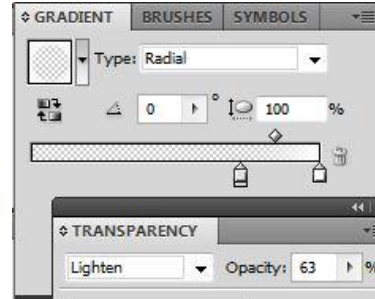 GRADIENT BRUSHES SYMBOLS
Type: Radial
0 ° 100 %
TRANSPARENCY
Lighten Opacity: 63 %